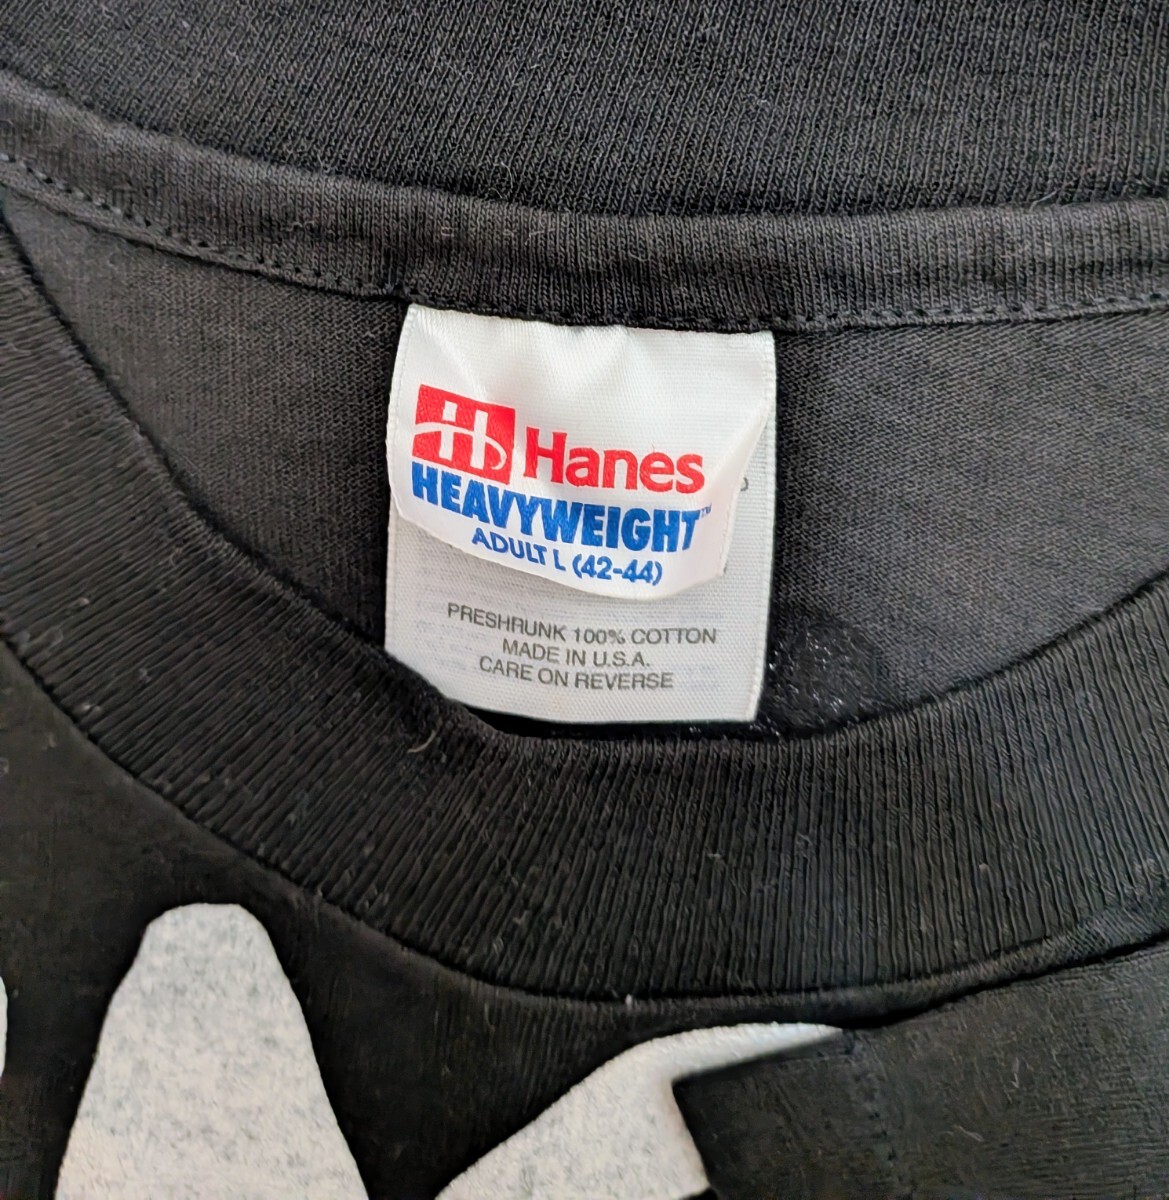 Hanes
HEAVYWEIGHT™
ADULT L (42-44)
PRESHRUNK 100% COTTON
MADE IN U.S.A.
CARE ON REVERSE